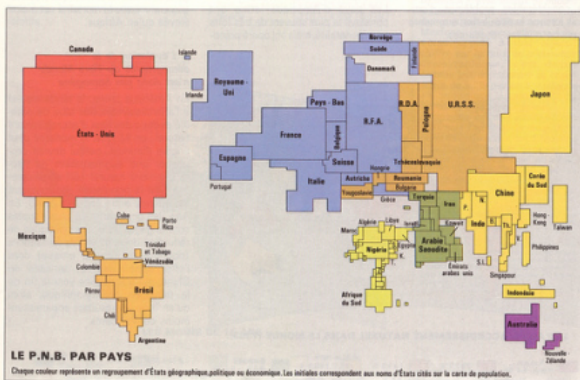 Canada
États - Unis
Mexique
Cuba
Porto Rico
Trinidad et Tobago
Vénézuéla
Colombie
Pérou
Brésil
Chili
Argentine
Islande
Irlande
Royaume - Uni
Norvège
Suède
Finlande
Danemark
Pays - Bas
Belgique
R.F.A.
R.D.A.
Pologne
U.R.S.S.
France
Suisse
Espagne
Portugal
Italie
Autriche
Hongrie
Tchécoslovaquie
Roumanie
Bulgarie
Yougoslavie
Grèce
Turquie
Iran
Israël
Koweit
Arabie Saoudite
Émirats arabes unis
Maroc
Algérie
Libye
Égypte
Nigéria
K.
Afrique du Sud
P.
N.
Inde
S.L.
B.
Th.
V.
Chine
Japon
Corée du Sud
Hong Kong
Taiwan
Philippines
Singapour
Indonésie
Australie
Nouvelle - Zélande
LE P.N.B. PAR PAYS
Chaque couleur représente un regroupement d'États géographique, politique ou économique. Les initiales correspondent aux noms d'États cités sur la carte de population.